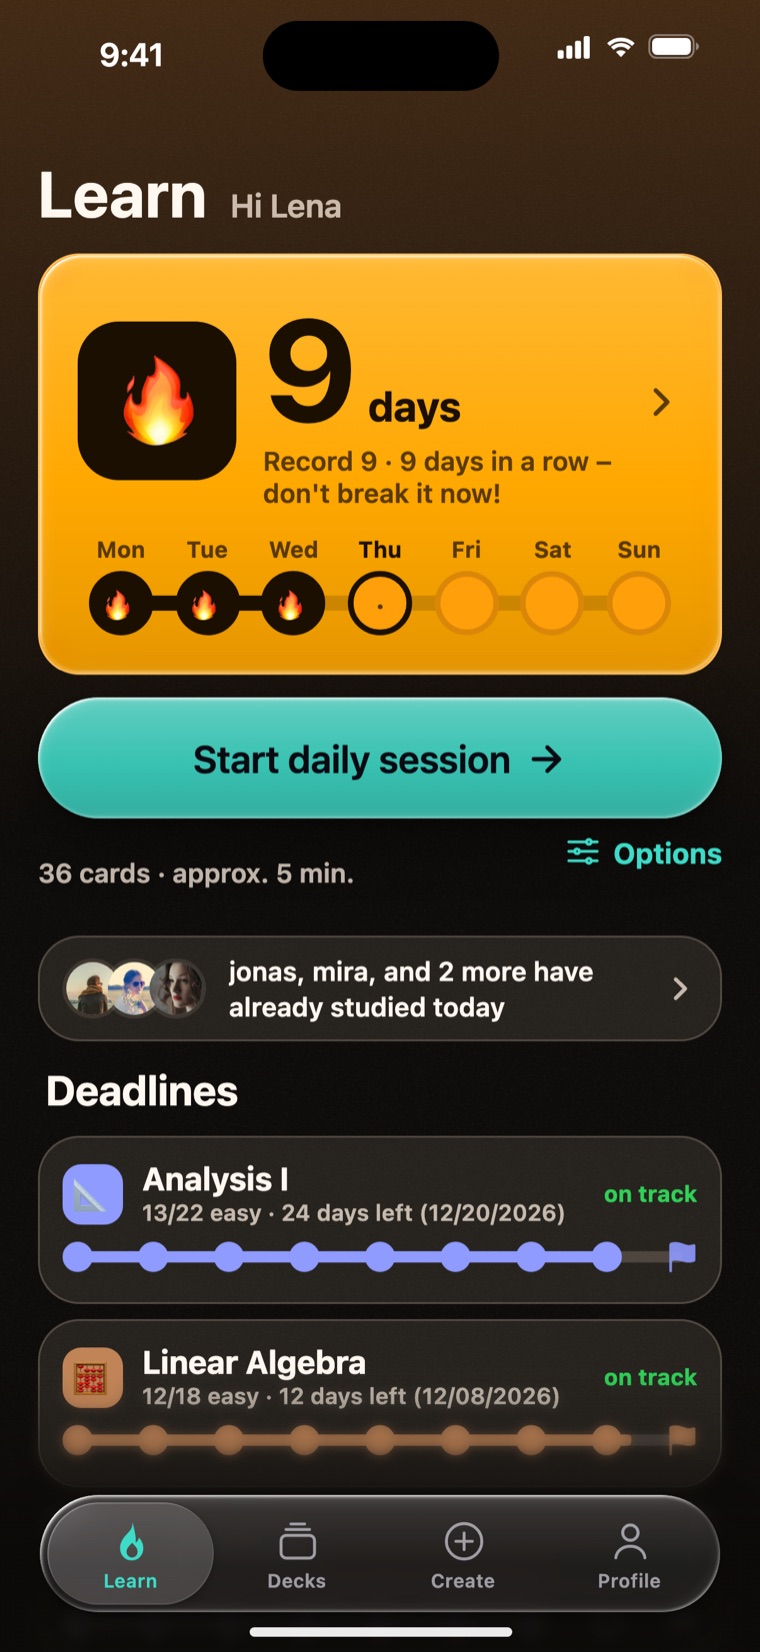 9:41
Learn
Hi Lena
9 days
Record 9 · 9 days in a row –
don't break it now!
Mon Tue Wed Thu Fri Sat Sun
Start daily session →
Options
36 cards · approx. 5 min.
jonas, mira, and 2 more have
already studied today
Deadlines
Analysis I
on track
13/22 easy · 24 days left (12/20/2026)
Linear Algebra
on track
12/18 easy · 12 days left (12/08/2026)
Learn Decks Create Profile